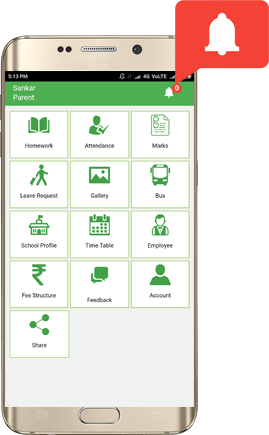 5:13 PM 4G VoLTE
Sankar
Parent
0
Homework Attendance Marks
Leave Request Gallery Bus
School Profile Time Table Employee
Fee Structure Feedback Account
Share